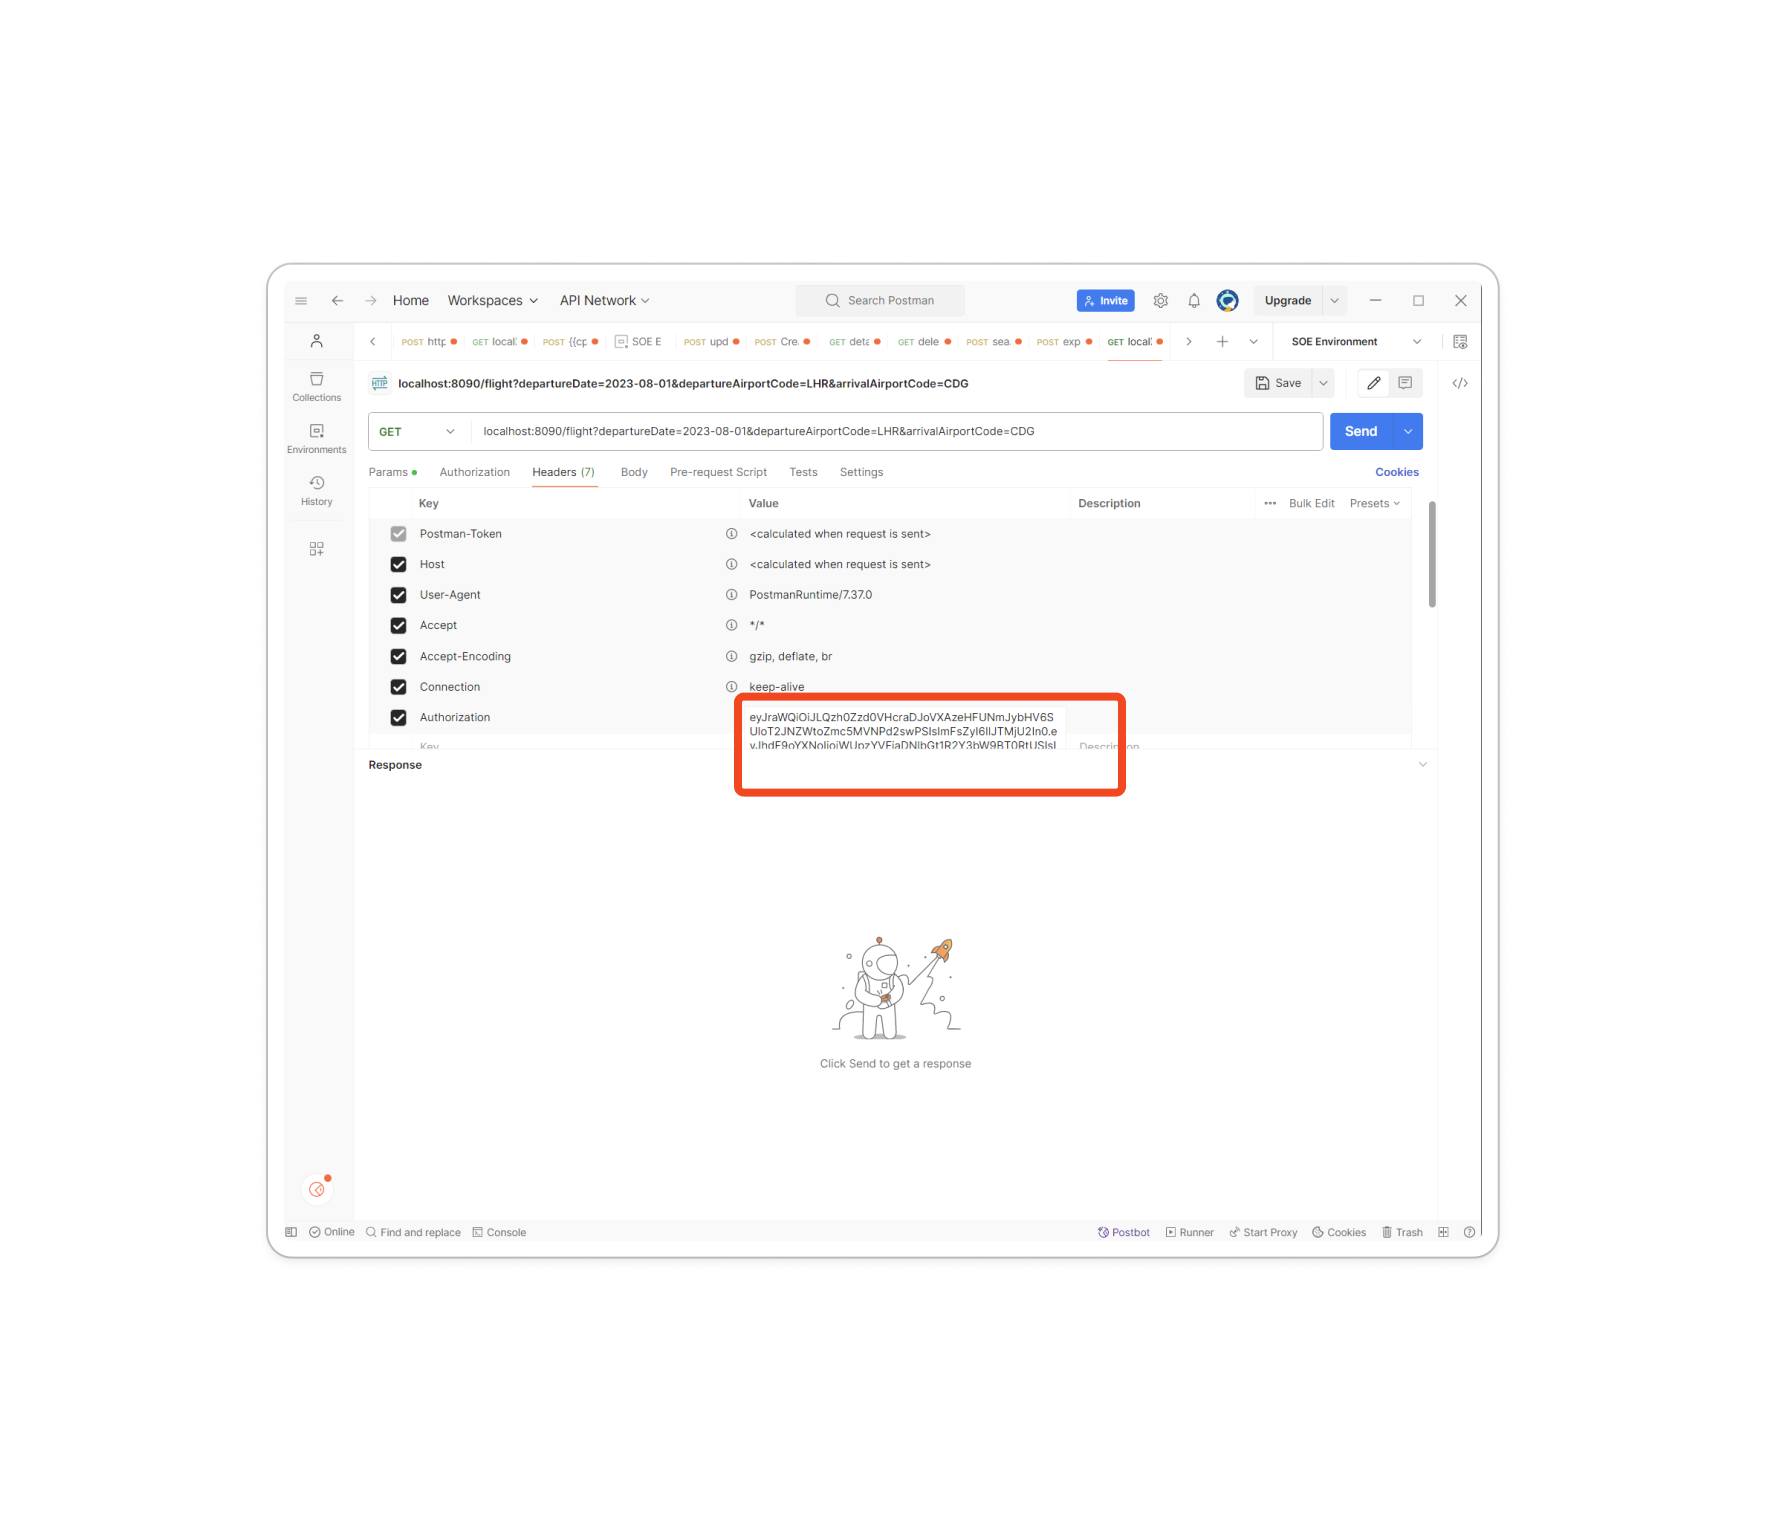 Home Workspaces API Network Search Postman Invite Upgrade
POST http GET local POST {{cp SOE E POST upd POST Cre. GET deta GET dele POST sea. POST exp GET local SOE Environment
HTTP localhost:8090/flight?departureDate=2023-08-01&departureAirportCode=LHR&arrivalAirportCode=CDG Save
Collections
GET localhost:8090/flight?departureDate=2023-08-01&departureAirportCode=LHR&arrivalAirportCode=CDG Send
Environments
Params Authorization Headers (7) Body Pre-request Script Tests Settings Cookies
History
Key Value Description Bulk Edit Presets
Postman-Token <calculated when request is sent>
Host <calculated when request is sent>
User-Agent PostmanRuntime/7.37.0
Accept */*
Accept-Encoding gzip, deflate, br
Connection keep-alive
Authorization eyJraWQiOiJLQzh0Zzd0VHcraDJoVXAzeHFUNmJybHV6S
UIoT2JNZWtoZmc5MVNPd2swPSIsImFsZyI6IlJTMjU2In0.e
Key Description
Response
Click Send to get a response
Online Find and replace Console Postbot Runner Start Proxy Cookies Trash